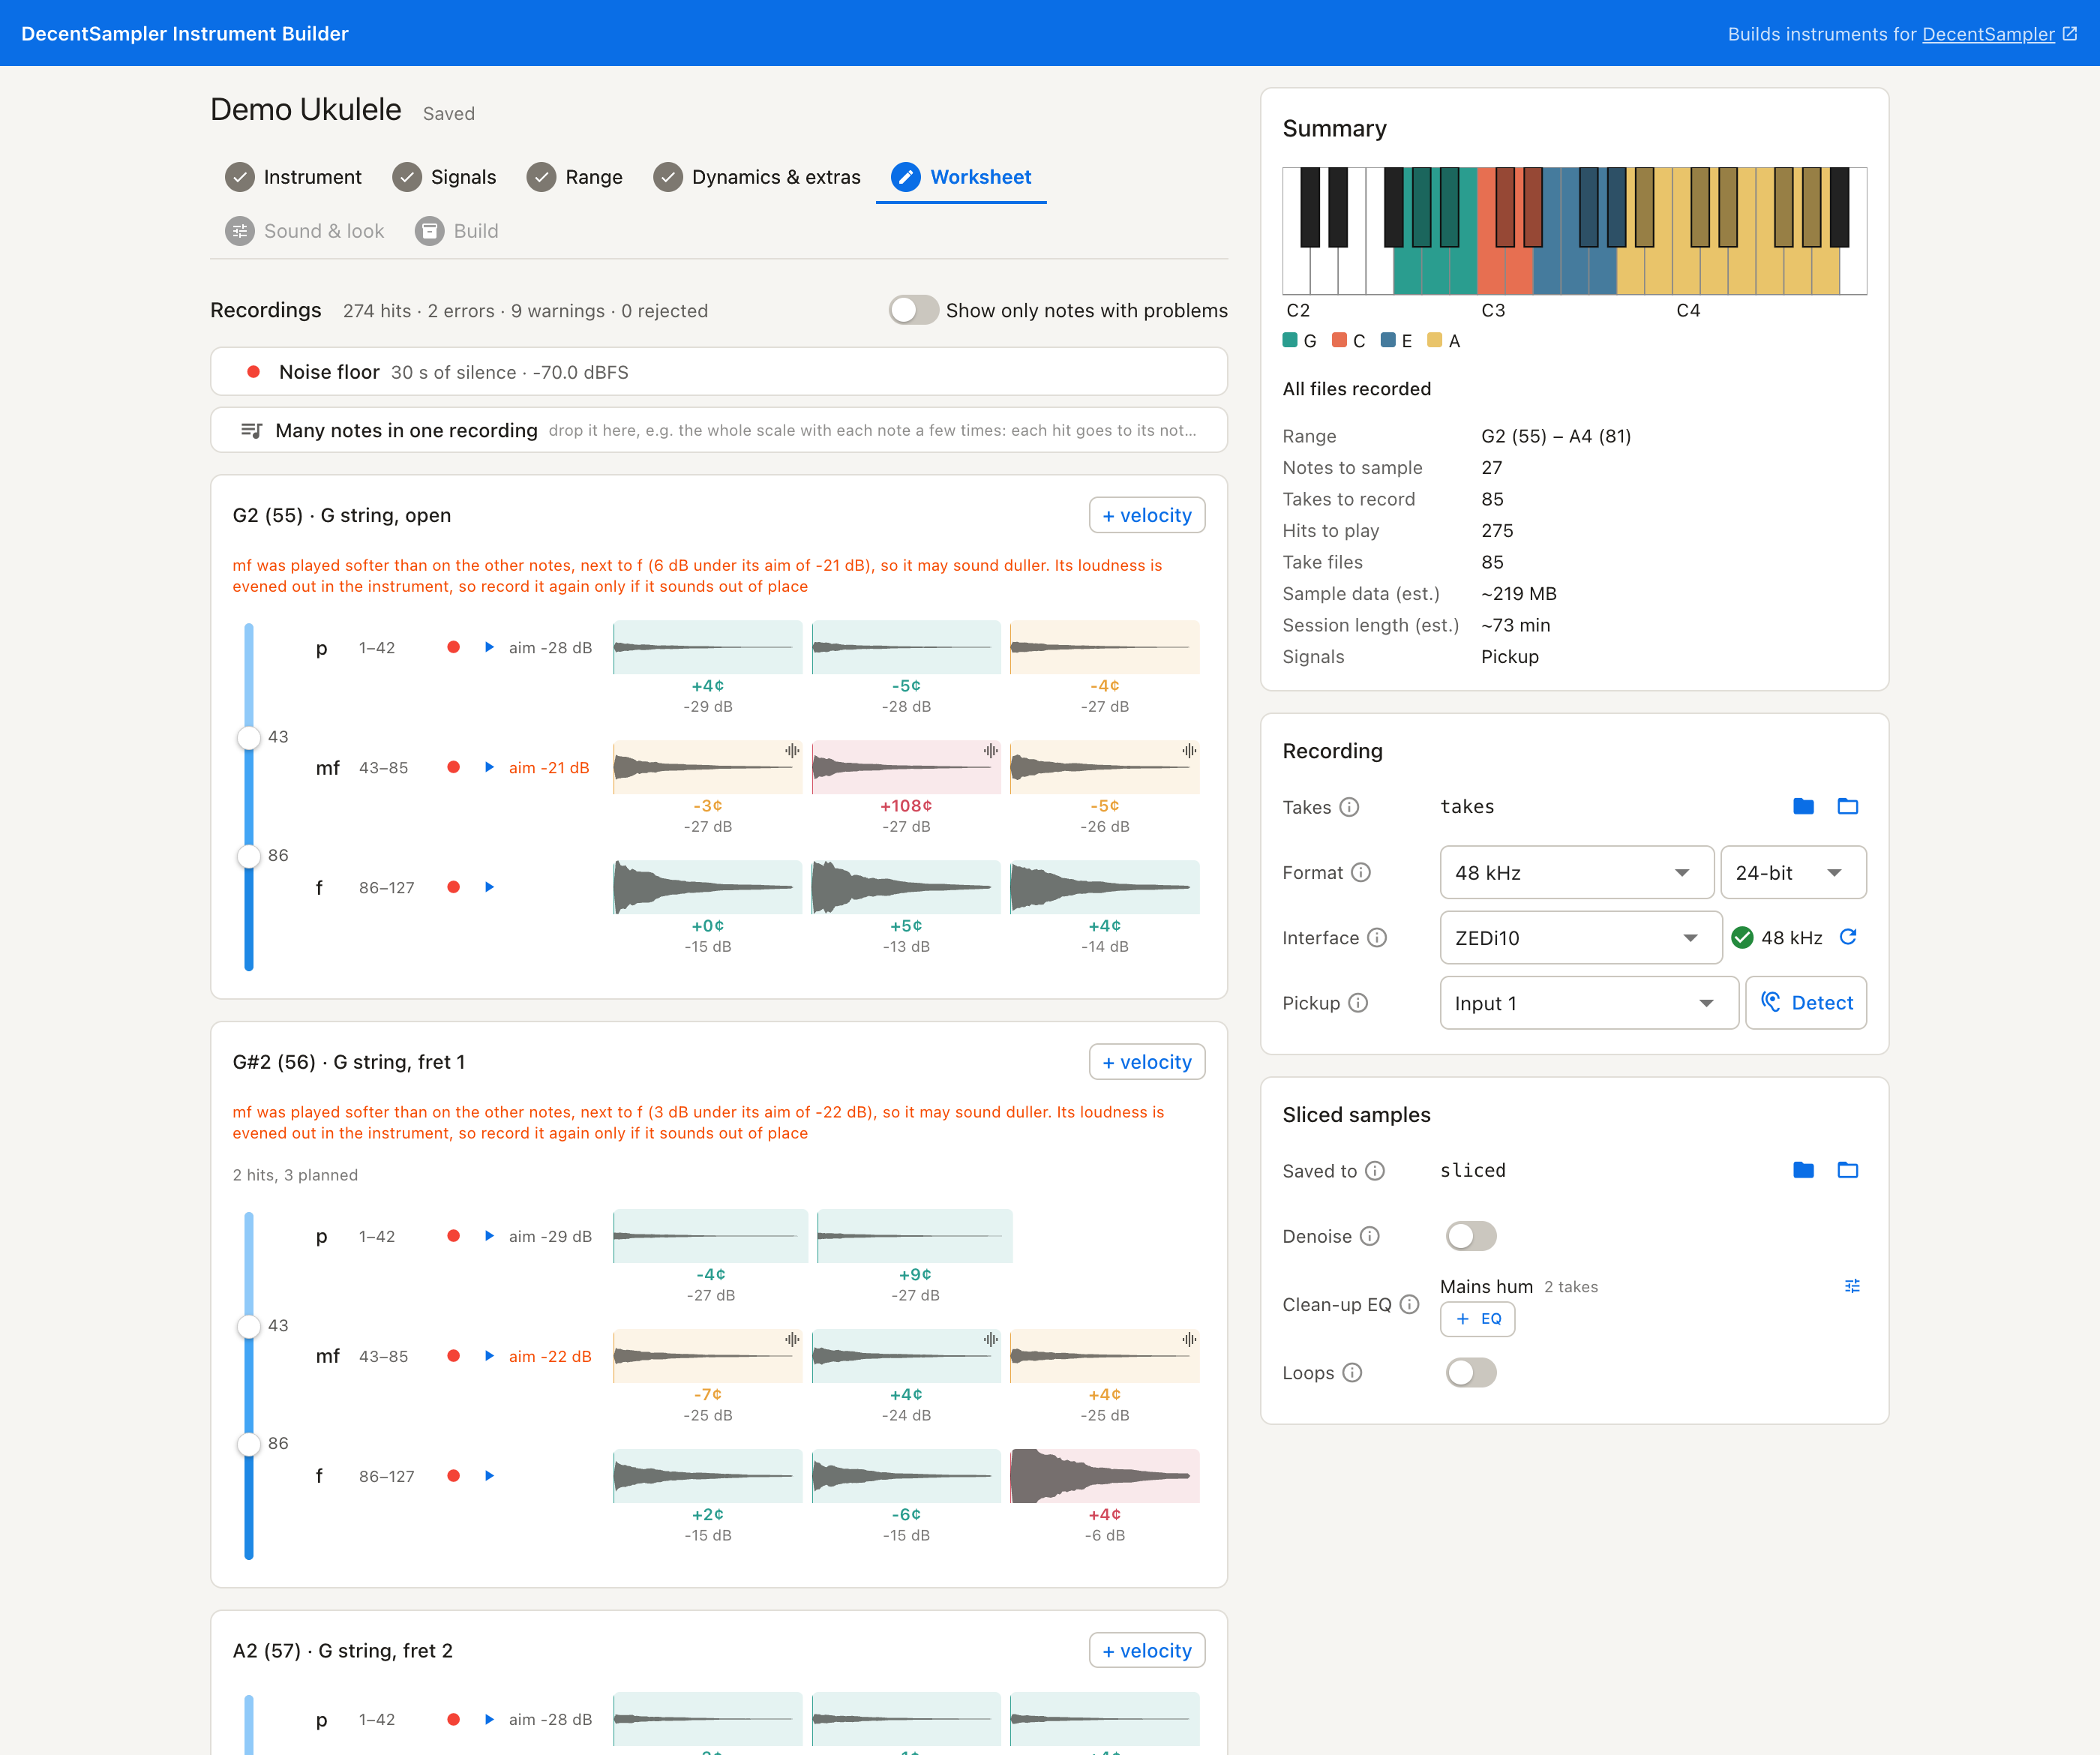 DecentSampler Instrument Builder
Builds instruments for DecentSampler
Demo Ukulele Saved
Instrument Signals Range Dynamics & extras Worksheet
Sound & look Build
Recordings 274 hits · 2 errors · 9 warnings · 0 rejected Show only notes with problems
Noise floor 30 s of silence · -70.0 dBFS
Many notes in one recording drop it here, e.g. the whole scale with each note a few times: each hit goes to its not...
G2 (55) · G string, open + velocity
mf was played softer than on the other notes, next to f (6 dB under its aim of -21 dB), so it may sound duller. Its loudness is
evened out in the instrument, so record it again only if it sounds out of place
p 1–42 aim -28 dB
+4¢ -5¢ -4¢
-29 dB -28 dB -27 dB
43
mf 43–85 aim -21 dB
-3¢ +108¢ -5¢
-27 dB -27 dB -26 dB
86
f 86–127
+0¢ +5¢ +4¢
-15 dB -13 dB -14 dB
G#2 (56) · G string, fret 1 + velocity
mf was played softer than on the other notes, next to f (3 dB under its aim of -22 dB), so it may sound duller. Its loudness is
evened out in the instrument, so record it again only if it sounds out of place
2 hits, 3 planned
p 1–42 aim -29 dB
-4¢ +9¢
-27 dB -27 dB
43
mf 43–85 aim -22 dB
-7¢ +4¢ +4¢
-25 dB -24 dB -25 dB
86
f 86–127
+2¢ -6¢ +4¢
-15 dB -15 dB -6 dB
A2 (57) · G string, fret 2 + velocity
p 1–42 aim -28 dB
Summary
C2 C3 C4
G C E A
All files recorded
Range G2 (55) – A4 (81)
Notes to sample 27
Takes to record 85
Hits to play 275
Take files 85
Sample data (est.) ~219 MB
Session length (est.) ~73 min
Signals Pickup
Recording
Takes takes
Format 48 kHz 24-bit
Interface ZEDi10 48 kHz
Pickup Input 1 Detect
Sliced samples
Saved to sliced
Denoise
Clean-up EQ Mains hum 2 takes
+ EQ
Loops